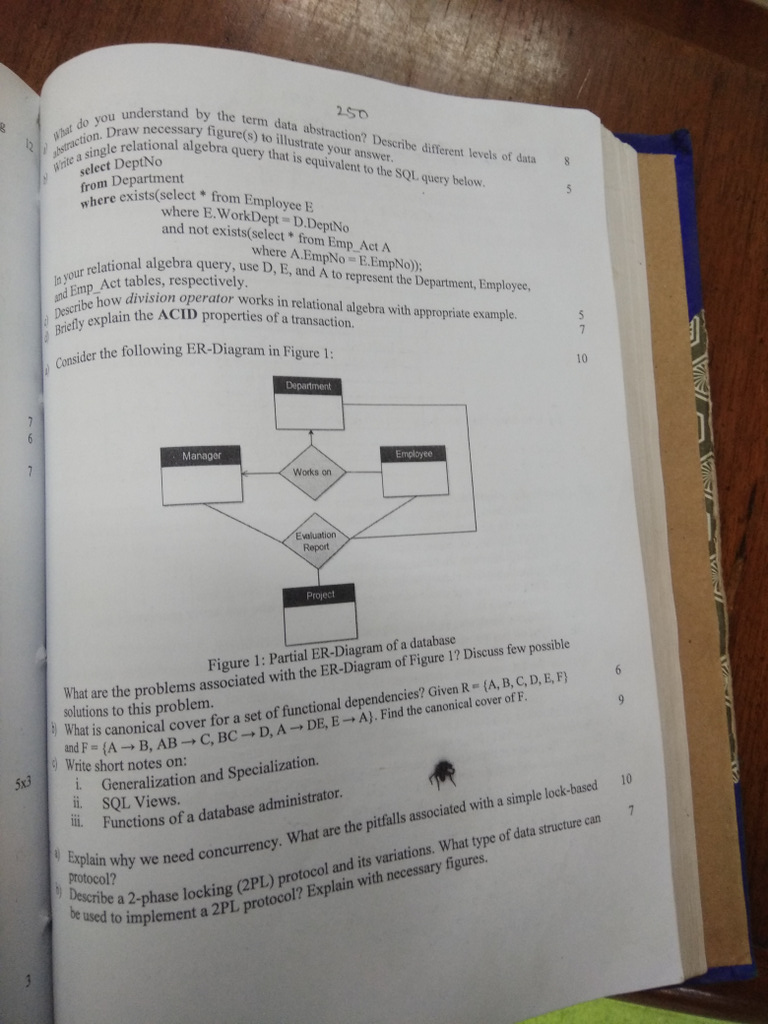 250
a) What do you understand by the term data abstraction? Describe different levels of data 8
abstraction. Draw necessary figure(s) to illustrate your answer.
b) Write a single relational algebra query that is equivalent to the SQL query below. 5
select DeptNo
from Department
where exists(select * from Employee E
where E.WorkDept = D.DeptNo
and not exists(select * from Emp_Act A
where A.EmpNo = E.EmpNo));
In your relational algebra query, use D, E, and A to represent the Department, Employee,
and Emp_Act tables, respectively.
c) Describe how division operator works in relational algebra with appropriate example. 5
d) Briefly explain the ACID properties of a transaction. 7
a) Consider the following ER-Diagram in Figure 1: 10
Department
Manager
Works on
Employee
Evaluation
Report
Project
Figure 1: Partial ER-Diagram of a database
What are the problems associated with the ER-Diagram of Figure 1? Discuss few possible
solutions to this problem.
b) What is canonical cover for a set of functional dependencies? Given R = {A, B, C, D, E, F} 6
and F = {A → B, AB → C, BC → D, A → DE, E → A}. Find the canonical cover of F.
c) Write short notes on: 9
i. Generalization and Specialization.
ii. SQL Views.
iii. Functions of a database administrator.
a) Explain why we need concurrency. What are the pitfalls associated with a simple lock-based 10
protocol?
b) Describe a 2-phase locking (2PL) protocol and its variations. What type of data structure can 7
be used to implement a 2PL protocol? Explain with necessary figures.
g
12
7
6
7
5x3
3